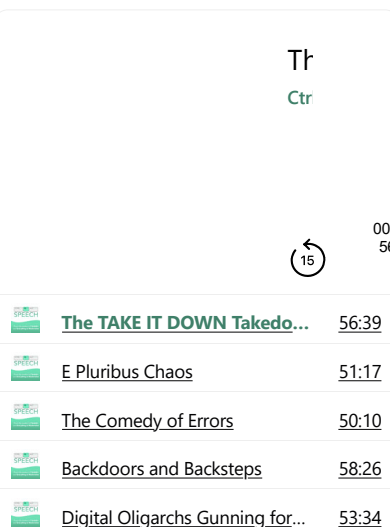 Th
Ctr
00
56
15
SPEECH
The TAKE IT DOWN Takedo... 56:39
SPEECH
E Pluribus Chaos 51:17
SPEECH
The Comedy of Errors 50:10
SPEECH
Backdoors and Backsteps 58:26
SPEECH
Digital Oligarchs Gunning for... 53:34